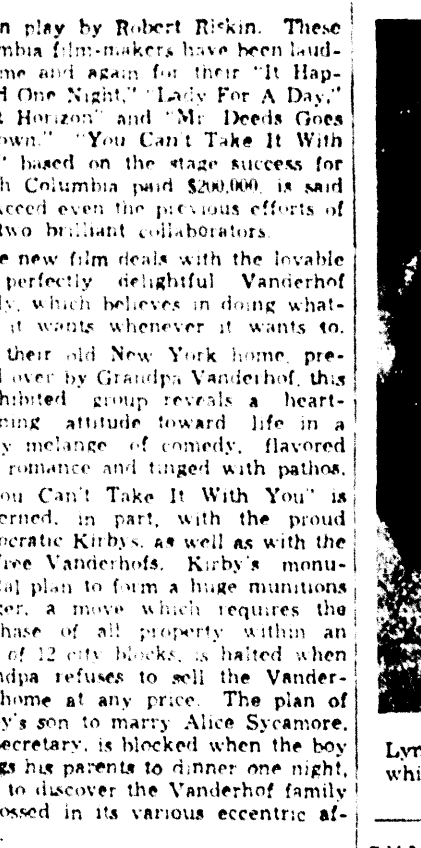 n play by Robert Riskin. These
mbia film-makers have been laud-
me and again for their "It Hap-
d One Night," "Lady For A Day,"
t Horizon" and "Mr. Deeds Goes
own." "You Can't Take It With
" based on the stage success for
h Columbia paid $200,000, is said
xceed even the previous efforts of
two brilliant collaborators.
e new film deals with the lovable
perfectly delightful Vanderhof
ly, which believes in doing what-
it wants whenever it wants to.
their old New York home, pre-
d over by Grandpa Vanderhof, this
hibited group reveals a heart-
ning attitude toward life in a
y melange of comedy, flavored
romance and tinged with pathos.
ou Can't Take It With You" is
erned, in part, with the proud
ocratic Kirbys, as well as with the
free Vanderhofs. Kirby's monu-
tal plan to form a huge munitions
ger, a move which requires the
hase of all property within an
of 12 city blocks, is halted when
ndpa refuses to sell the Vander-
home at any price. The plan of
y's son to marry Alice Sycamore,
secretary, is blocked when the boy
gs his parents to dinner one night,
to discover the Vanderhof family
ossed in its various eccentric af-
Lyn
whi